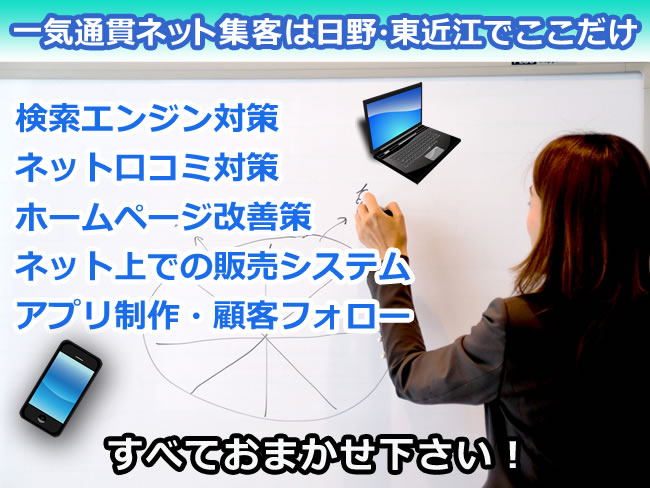 一気通貫ネット集客は日野・東近江でここだけ
検索エンジン対策
ネット口コミ対策
ホームページ改善策
ネット上での販売システム
アプリ制作・顧客フォロー
すべておまかせ下さい！